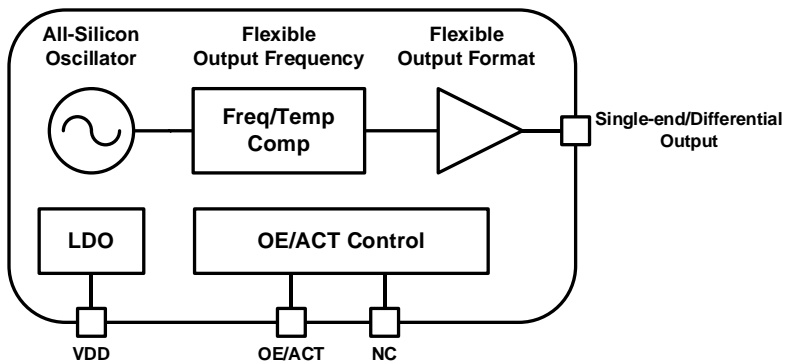 All-Silicon
Oscillator
Flexible
Output Frequency
Flexible
Output Format
Freq/Temp
Comp
Single-end/Differential
Output
LDO
OE/ACT Control
VDD
OE/ACT
NC